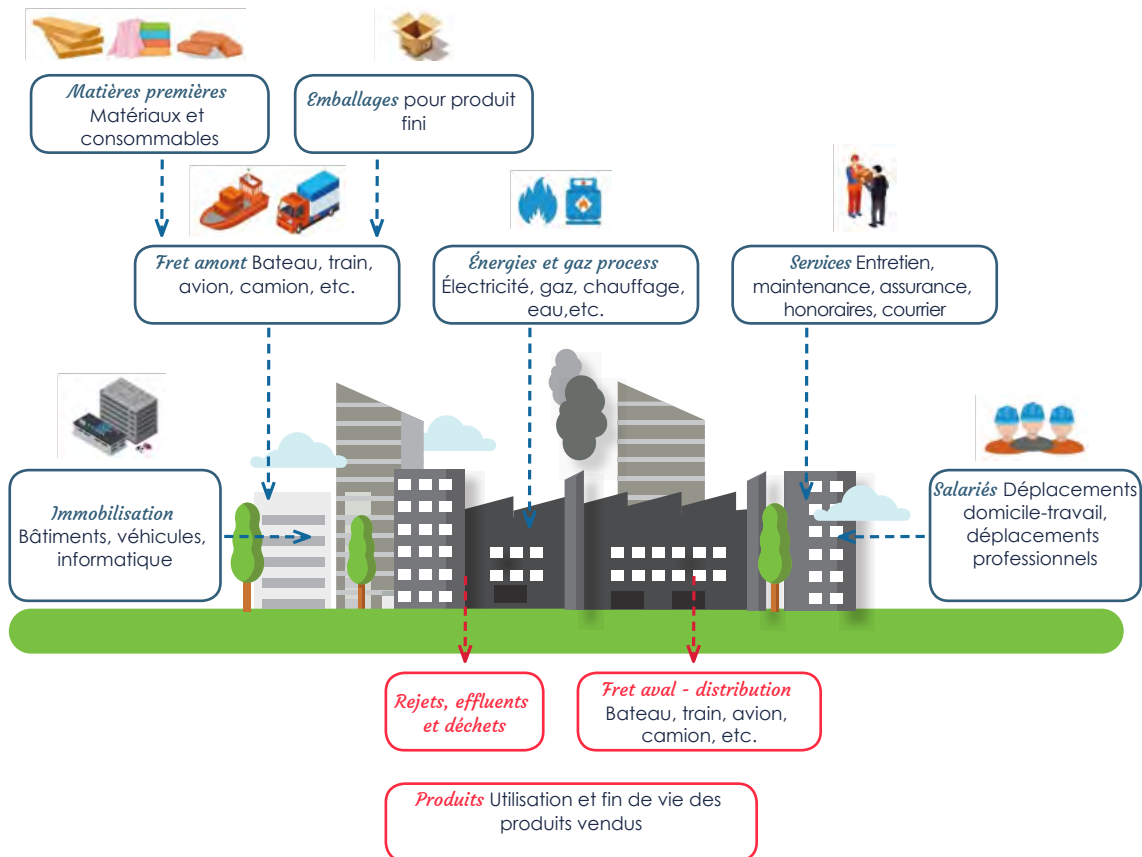 Matières premières
Matériaux et
consommables
Emballages pour produit
fini
Fret amont Bateau, train,
avion, camion, etc.
Énergies et gaz process
Électricité, gaz, chauffage,
eau,etc.
Services Entretien,
maintenance, assurance,
honoraires, courrier
Immobilisation
Bâtiments, véhicules,
informatique
Salariés Déplacements
domicile-travail,
déplacements
professionnels
Rejets, effluents
et déchets
Fret aval - distribution
Bateau, train, avion,
camion, etc.
Produits Utilisation et fin de vie des
produits vendus